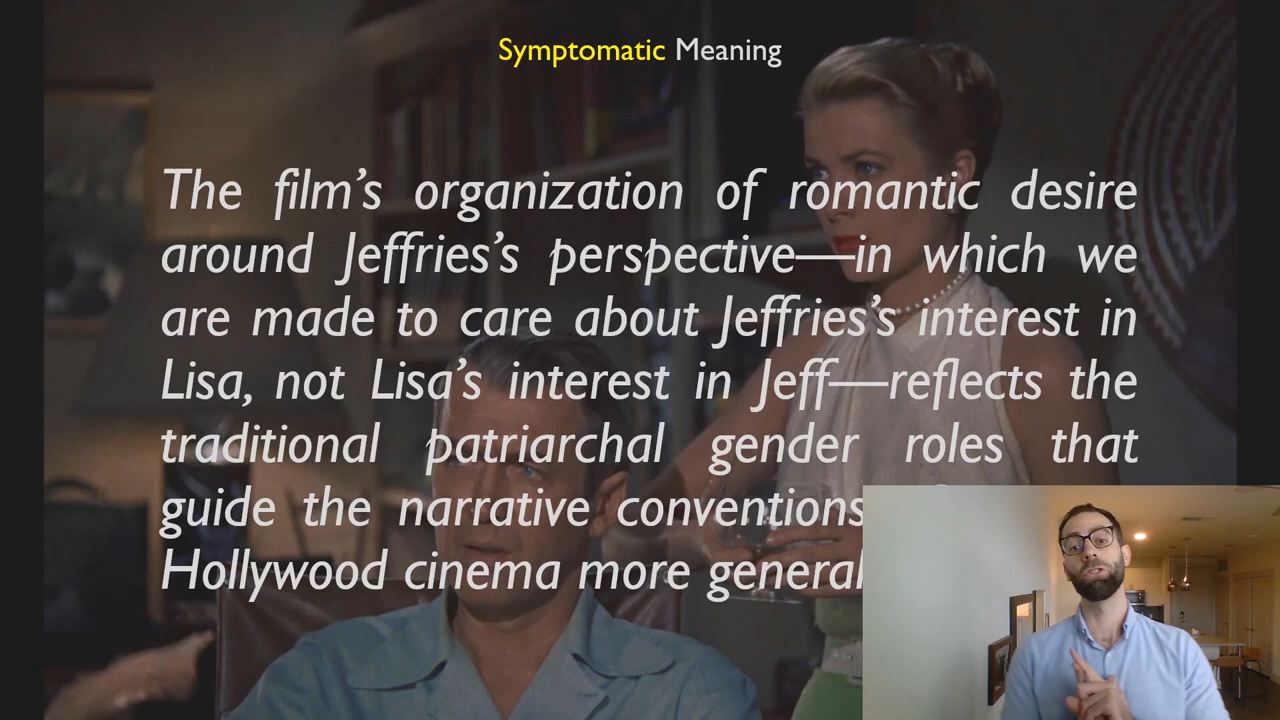 Symptomatic Meaning
The film’s organization of romantic desire
around Jeffries’s perspective—in which we
are made to care about Jeffries’s interest in
Lisa, not Lisa’s interest in Jeff—reflects the
traditional patriarchal gender roles that
guide the narrative conventions
Hollywood cinema more general